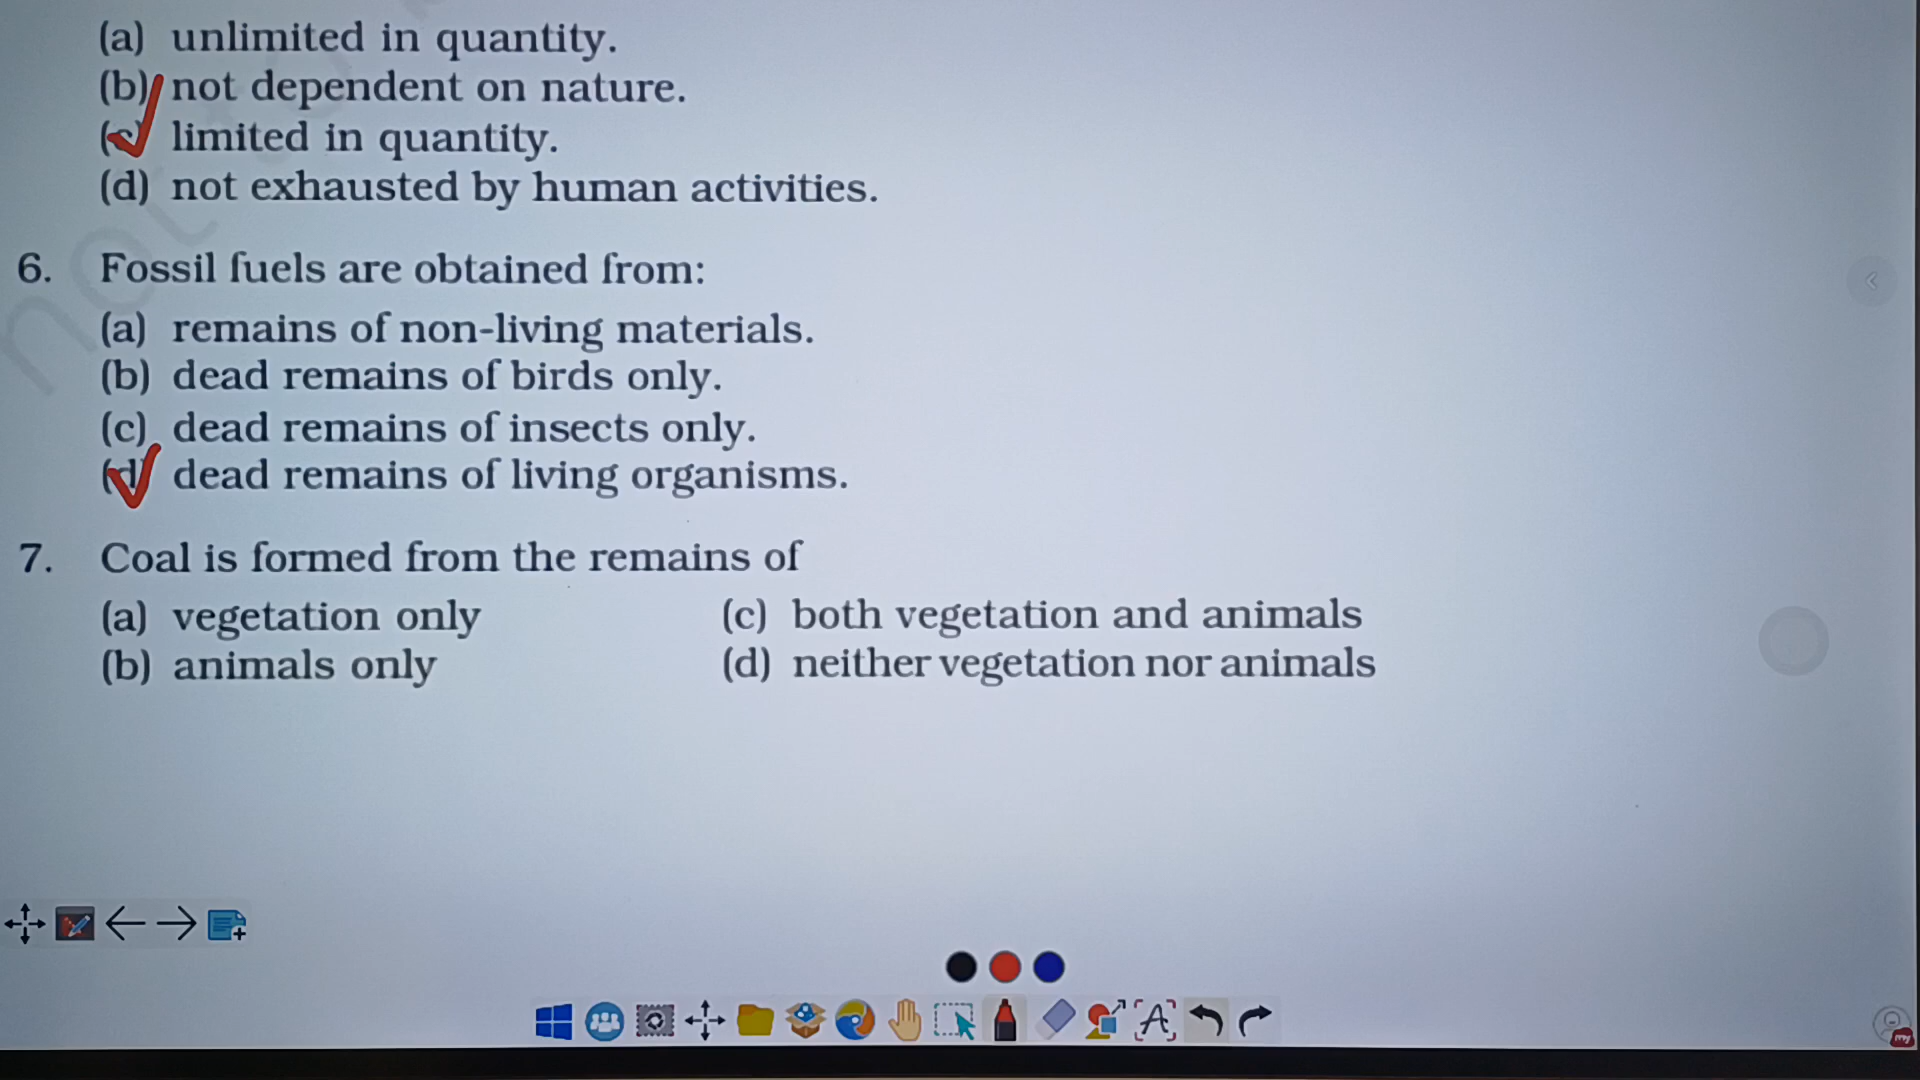 (a) unlimited in quantity.
(b) not dependent on nature.
(c) limited in quantity.
(d) not exhausted by human activities.
6. Fossil fuels are obtained from:
(a) remains of non-living materials.
(b) dead remains of birds only.
(c) dead remains of insects only.
(d) dead remains of living organisms.
7. Coal is formed from the remains of
(a) vegetation only (c) both vegetation and animals
(b) animals only (d) neither vegetation nor animals
not
A
my